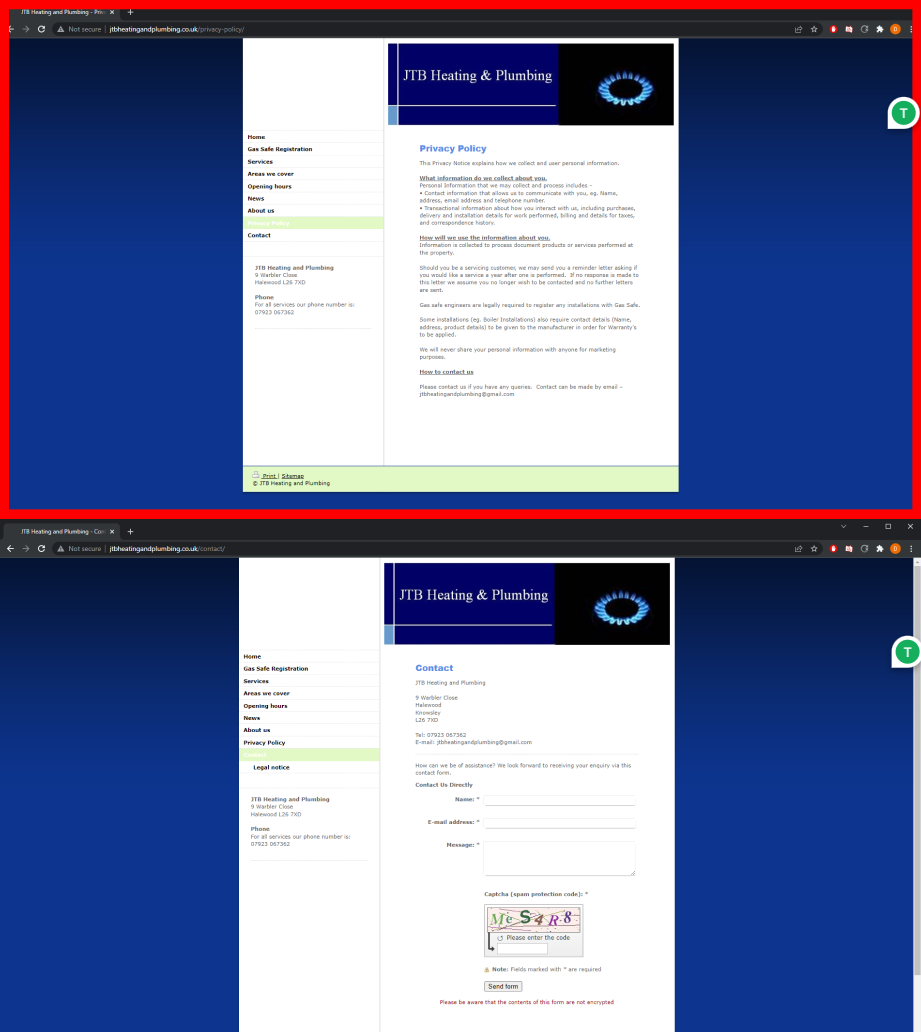 JTB Heating and Plumbing - Priv
Not secure | jtbheatingandplumbing.co.uk/privacy-policy/
D
JTB Heating & Plumbing
T
Home
Gas Safe Registration
Services
Areas we cover
Opening hours
News
About us
Privacy Policy
Contact
JTB Heating and Plumbing
9 Warbler Close
Halewood L26 7XD
Phone
For all services our phone number is:
07923 067362
Privacy Policy
This Privacy Notice explains how we collect and user personal information.
What information do we collect about you.
Personal Information that we may collect and process includes –
• Contact information that allows us to communicate with you, eg. Name,
address, email address and telephone number.
• Transactional information about how you interact with us, including purchases,
delivery and installation details for work performed, billing and details for taxes,
and correspondence history.
How will we use the information about you.
Information is collected to process document products or services performed at
the property.
Should you be a servicing customer, we may send you a reminder letter asking if
you would like a service a year after one is performed. If no response is made to
this letter we assume you no longer wish to be contacted and no further letters
are sent.
Gas safe engineers are legally required to register any installations with Gas Safe.
Some installations (eg. Boiler Installations) also require contact details (Name,
address, product details) to be given to the manufacturer in order for Warranty's
to be applied.
We will never share your personal information with anyone for marketing
purposes.
How to contact us
Please contact us if you have any queries. Contact can be made by email –
jtbheatingandplumbing@gmail.com
Print | Sitemap
© JTB Heating and Plumbing
JTB Heating and Plumbing - Con
Not secure | jtbheatingandplumbing.co.uk/contact/
D
JTB Heating & Plumbing
T
Home
Gas Safe Registration
Services
Areas we cover
Opening hours
News
About us
Privacy Policy
Contact
Legal notice
JTB Heating and Plumbing
9 Warbler Close
Halewood L26 7XD
Phone
For all services our phone number is:
07923 067362
Contact
JTB Heating and Plumbing
9 Warbler Close
Halewood
Knowsley
L26 7XD
Tel: 07923 067362
E-mail: jtbheatingandplumbing@gmail.com
How can we be of assistance? We look forward to receiving your enquiry via this
contact form.
Contact Us Directly
Name: *
E-mail address: *
Message: *
Captcha (spam protection code): *
MeS4R8
Please enter the code
Note: Fields marked with * are required
Send form
Please be aware that the contents of this form are not encrypted